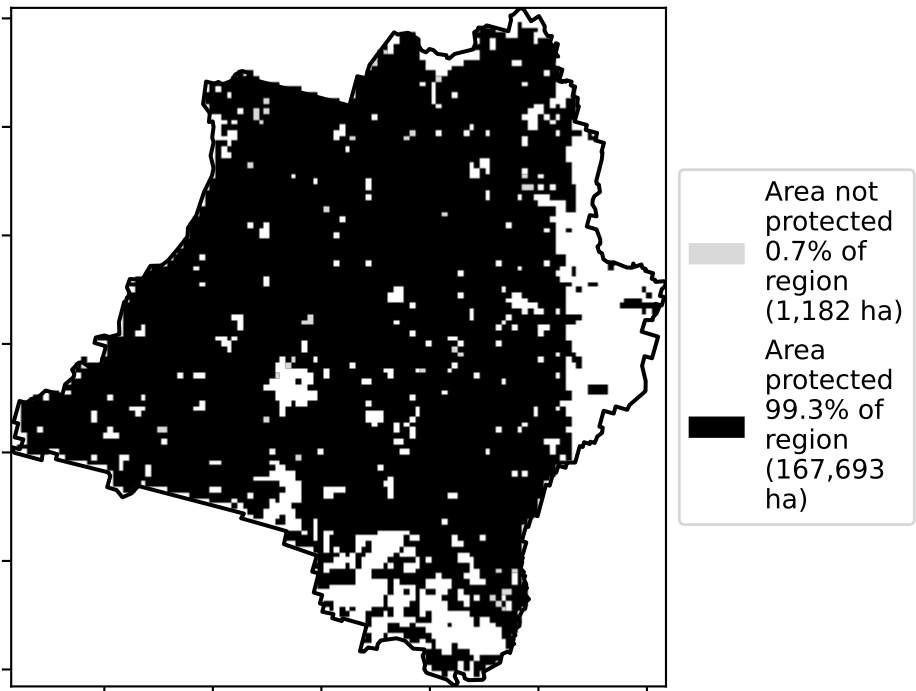 Area not
protected
0.7% of
region
(1,182 ha)
Area
protected
99.3% of
region
(167,693
ha)